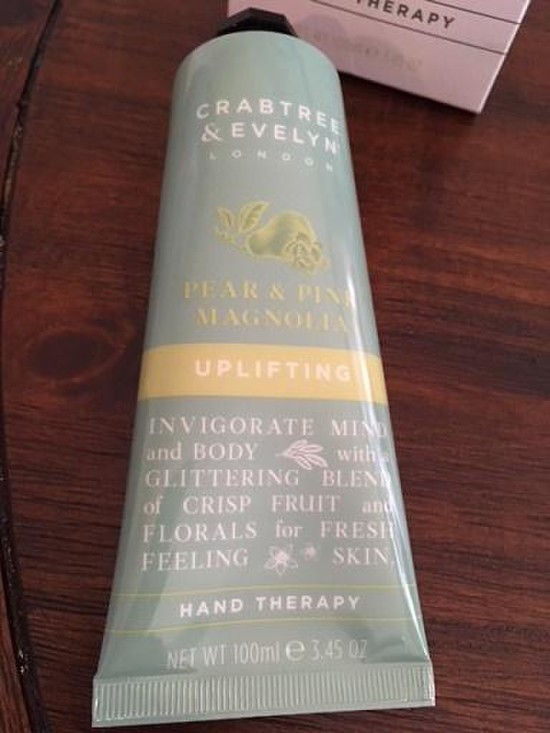 THERAPY
CRABTREE
& EVELYN
LONDON
PEAR & PINK
MAGNOLIA
UPLIFTING
INVIGORATE MIND
and BODY with a
GLITTERING BLEND
of CRISP FRUIT and
FLORALS for FRESH
FEELING SKIN.
HAND THERAPY
NET WT 100ml ℮ 3.45 OZ